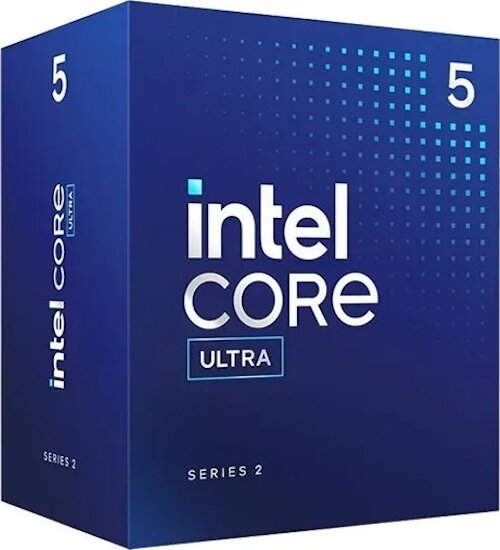 5
intel
CORE
ULTRA
SERIES 2
5
intel CORE ULTRA
SERIES 2